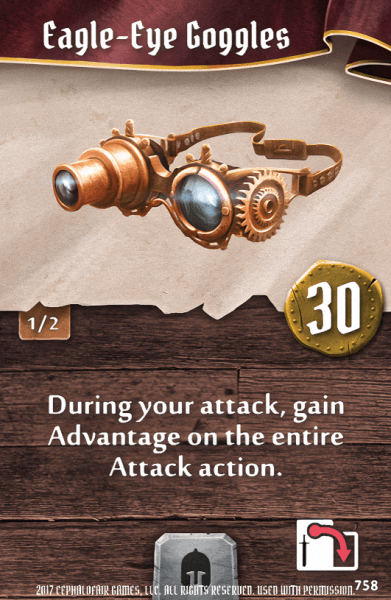 Eagle-Eye Goggles
30
1/2
During your attack, gain
Advantage on the entire
Attack action.
2017 CEPHALOFAIR GAMES, LLC. ALL RIGHTS RESERVED. USED WITH PERMISSION.
758